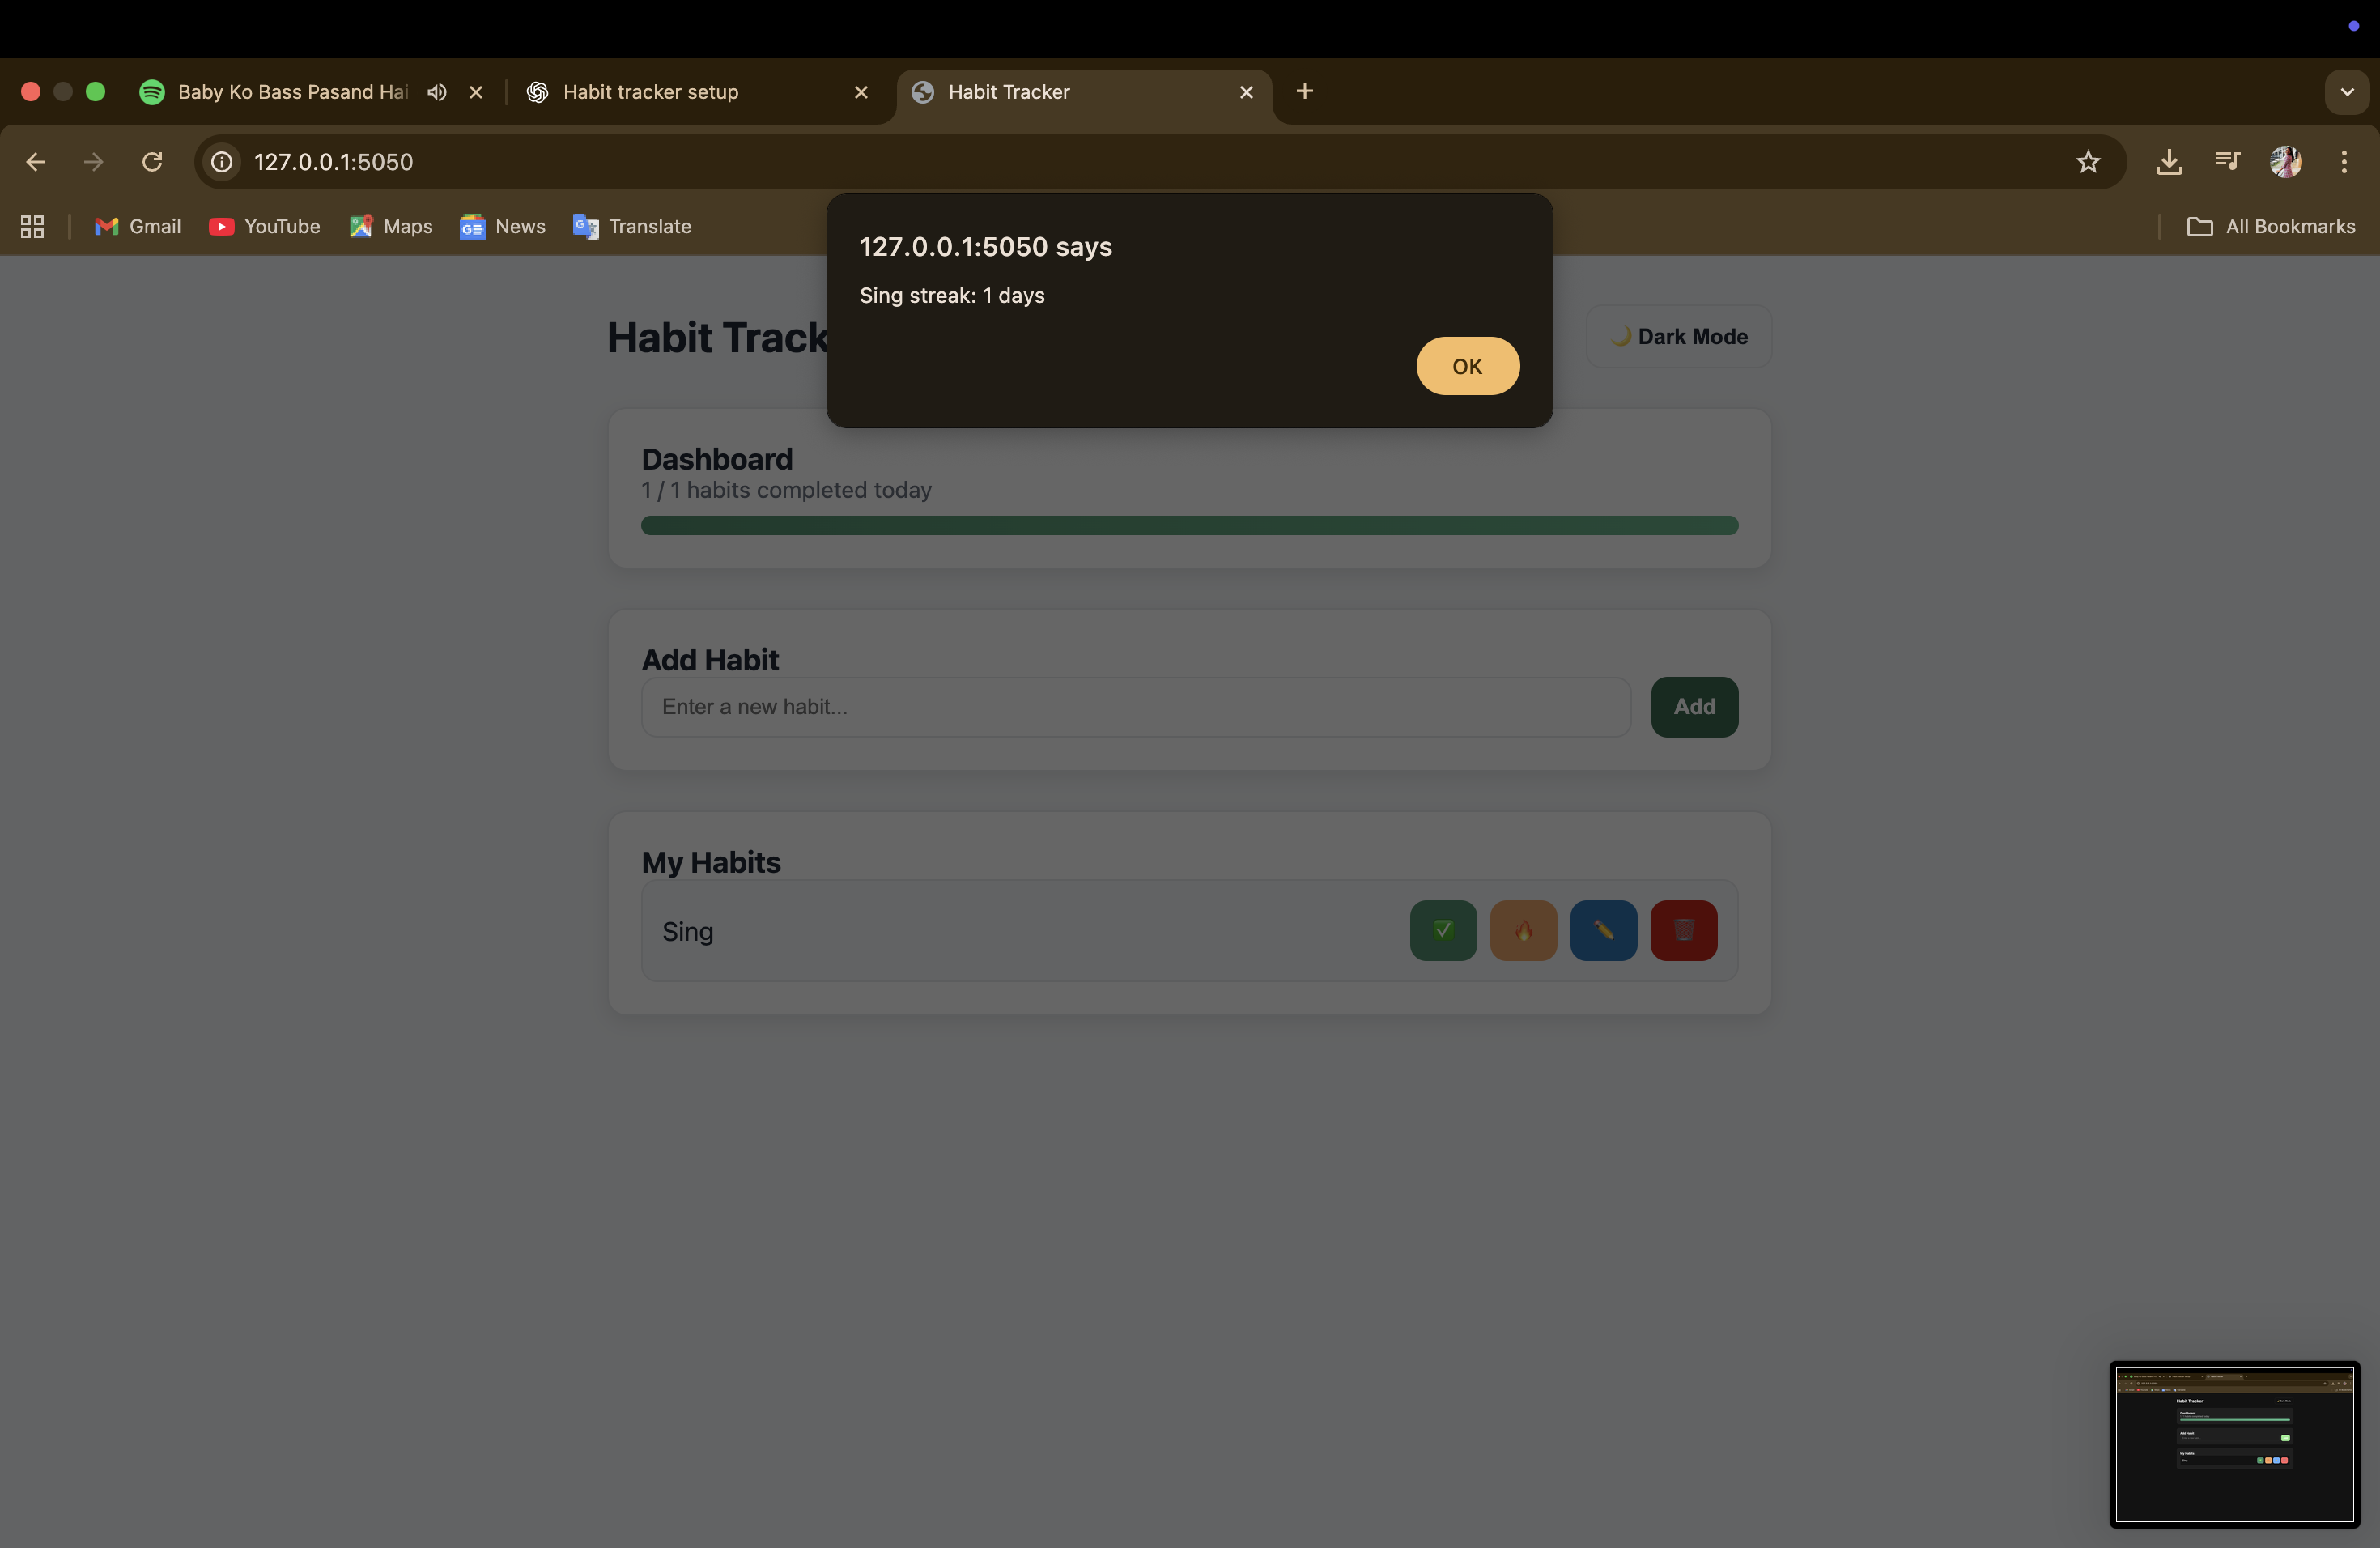 Baby Ko Bass Pasand Hai
Habit tracker setup
Habit Tracker
127.0.0.1:5050
Gmail
YouTube
Maps
News
Translate
All Bookmarks
127.0.0.1:5050 says
Sing streak: 1 days
OK
Habit Track
🌙 Dark Mode
Dashboard
1 / 1 habits completed today
Add Habit
Enter a new habit...
Add
My Habits
Sing
Habit Tracker